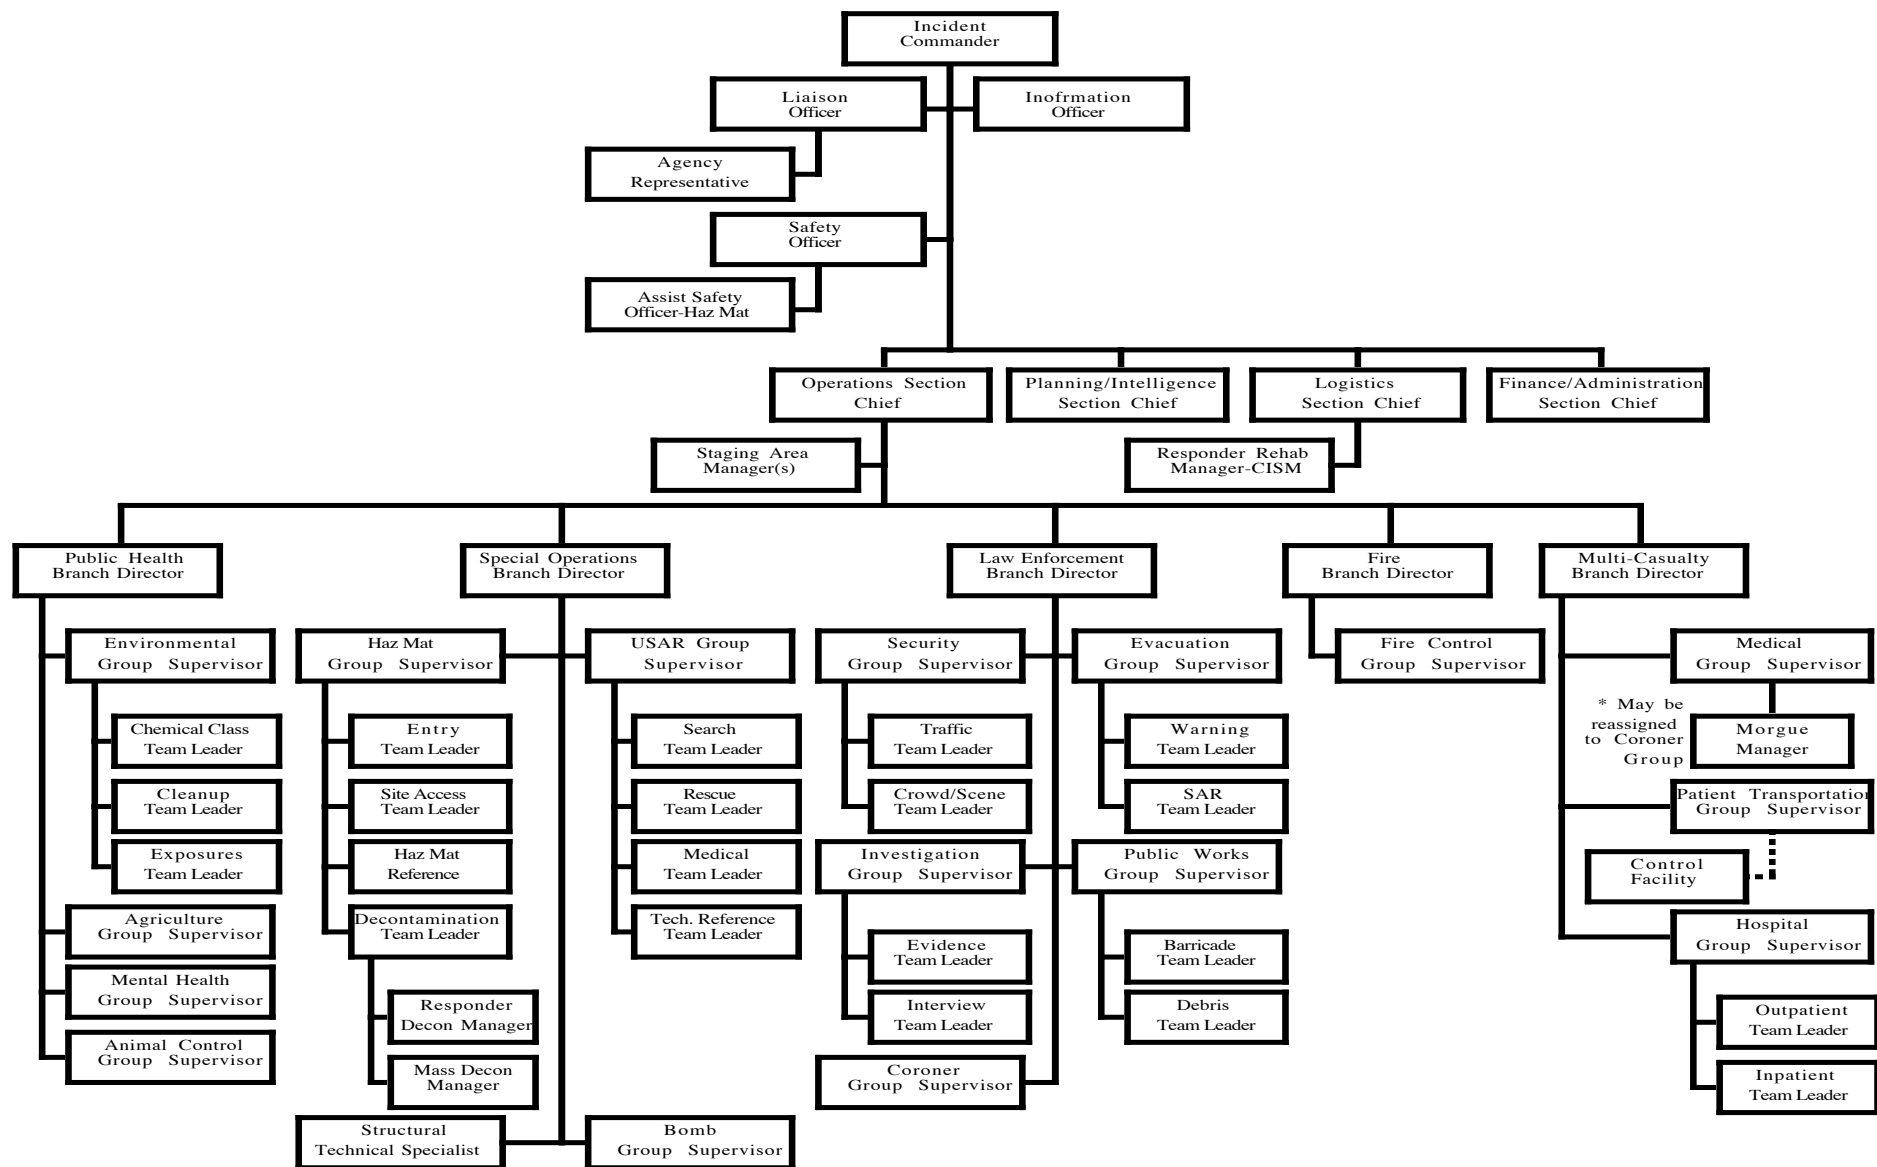 Incident
Commander
Liaison
Officer
Inofrmation
Officer
Agency
Representative
Safety
Officer
Assist Safety
Officer-Haz Mat
Operations Section
Chief
Planning/Intelligence
Section Chief
Logistics
Section Chief
Finance/Administration
Section Chief
Staging Area
Manager(s)
Responder Rehab
Manager-CISM
Public Health
Branch Director
Special Operations
Branch Director
Law Enforcement
Branch Director
Fire
Branch Director
Multi-Casualty
Branch Director
Environmental
Group Supervisor
Chemical Class
Team Leader
Cleanup
Team Leader
Exposures
Team Leader
Agriculture
Group Supervisor
Mental Health
Group Supervisor
Animal Control
Group Supervisor
Haz Mat
Group Supervisor
Entry
Team Leader
Site Access
Team Leader
Haz Mat
Reference
Decontamination
Team Leader
Responder
Decon Manager
Mass Decon
Manager
Structural
Technical Specialist
USAR Group
Supervisor
Search
Team Leader
Rescue
Team Leader
Medical
Team Leader
Tech. Reference
Team Leader
Bomb
Group Supervisor
Security
Group Supervisor
Traffic
Team Leader
Crowd/Scene
Team Leader
Investigation
Group Supervisor
Evidence
Team Leader
Interview
Team Leader
Coroner
Group Supervisor
Evacuation
Group Supervisor
Warning
Team Leader
SAR
Team Leader
Public Works
Group Supervisor
Barricade
Team Leader
Debris
Team Leader
Fire Control
Group Supervisor
Medical
Group Supervisor
* May be
reassigned
to Coroner
Group
Morgue
Manager
Patient Transportation
Group Supervisor
Control
Facility
Hospital
Group Supervisor
Outpatient
Team Leader
Inpatient
Team Leader